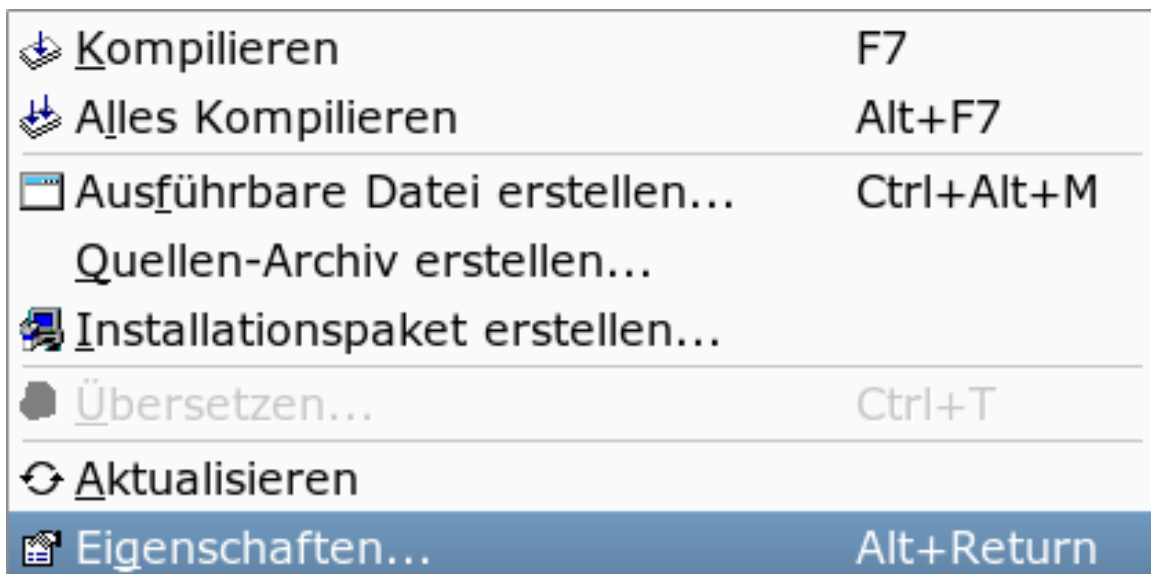 Kompilieren F7
Alles Kompilieren Alt+F7
Ausführbare Datei erstellen... Ctrl+Alt+M
Quellen-Archiv erstellen...
Installationspaket erstellen...
Übersetzen... Ctrl+T
Aktualisieren
Eigenschaften... Alt+Return